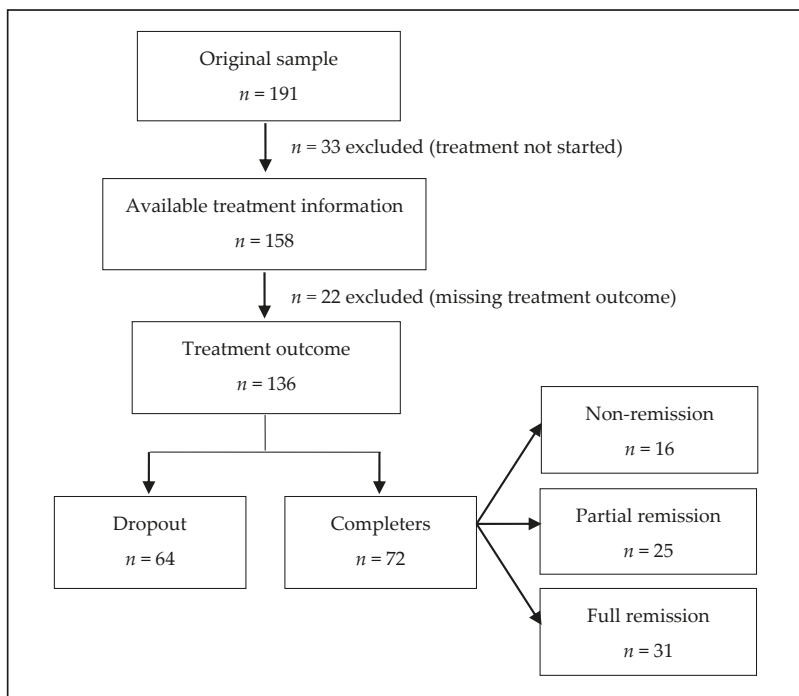 Original sample
n = 191
n = 33 excluded (treatment not started)
Available treatment information
n = 158
n = 22 excluded (missing treatment outcome)
Treatment outcome
n = 136
Dropout
n = 64
Completers
n = 72
Non-remission
n = 16
Partial remission
n = 25
Full remission
n = 31